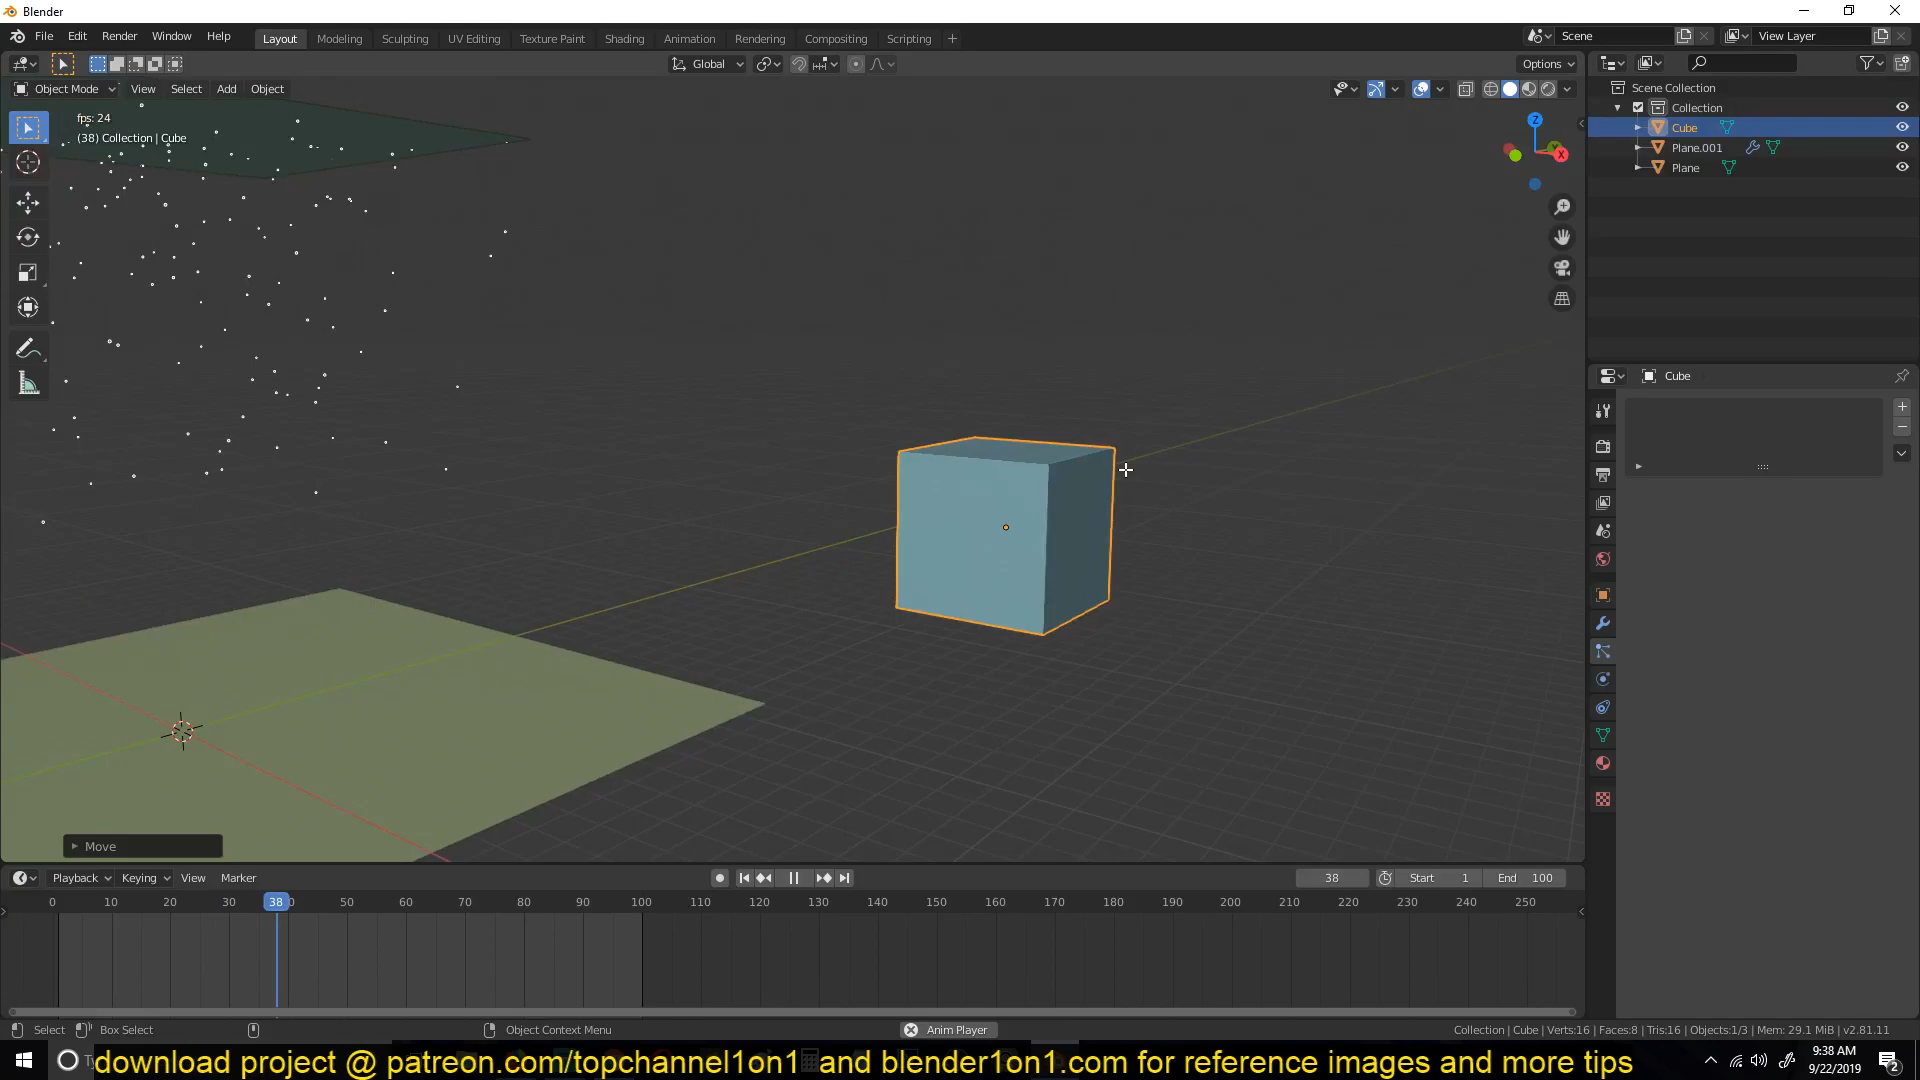 Blender
File Edit Render Window Help
Layout Modeling Sculpting UV Editing Texture Paint Shading Animation Rendering Compositing Scripting +
Scene
View Layer
Global
Options
Object Mode View Select Add Object
fps: 24
(38) Collection | Cube
Z
Y
X
Scene Collection
Collection
Cube
Plane.001
Plane
Cube
Move
Playback Keying View Marker
38
Start 1
End 100
0 10 20 30 38 50 60 70 80 90 100 110 120 130 140 150 160 170 180 190 200 210 220 230 240 250
Select Box Select Object Context Menu Anim Player
Collection | Cube | Verts:16 | Faces:8 | Tris:16 | Objects:1/3 | Mem: 29.1 MiB | v2.81.11
download project @ patreon.com/topchannel1on1 and blender1on1.com for reference images and more tips
9:38 AM
9/22/2019
2